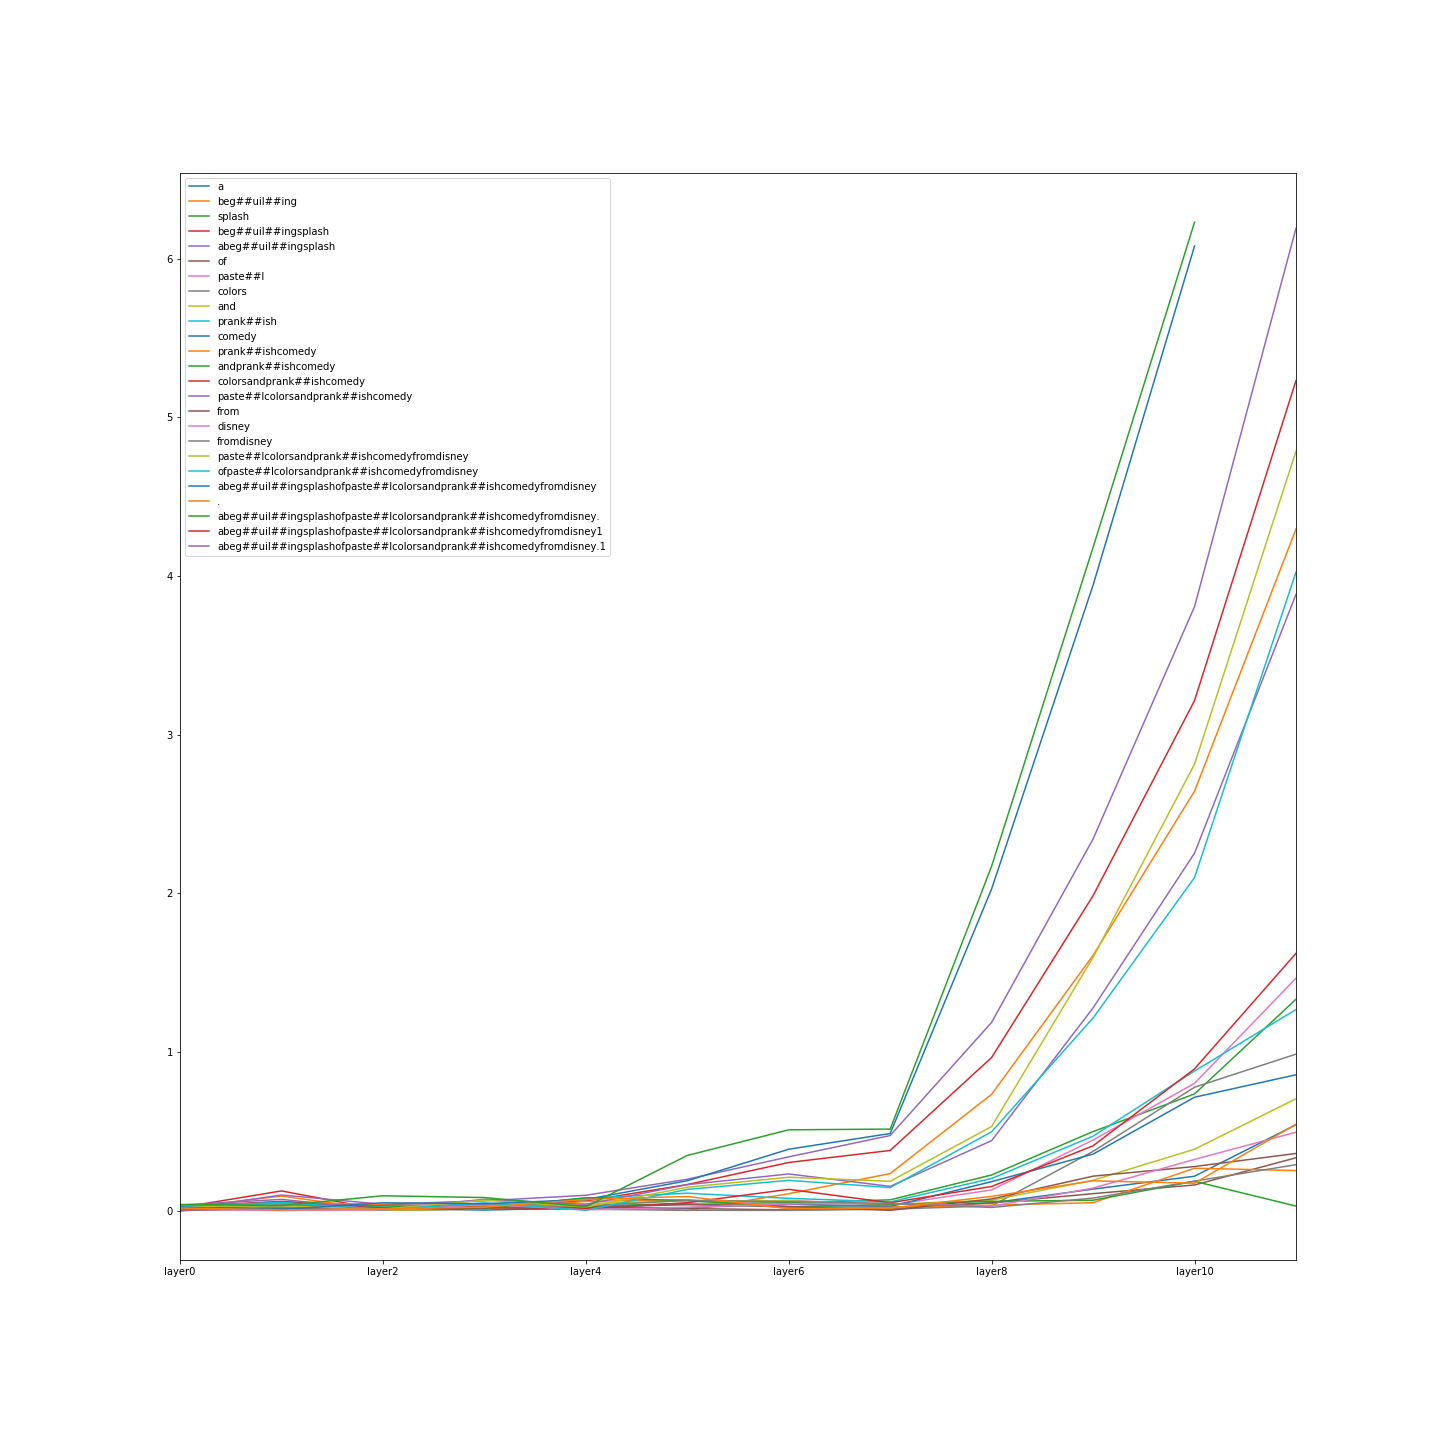 a
beg##uil##ing
splash
beg##uil##ingsplash
abeg##uil##ingsplash
of
paste##l
colors
and
prank##ish
comedy
prank##ishcomedy
andprank##ishcomedy
colorsandprank##ishcomedy
paste##lcolorsandprank##ishcomedy
from
disney
fromdisney
paste##lcolorsandprank##ishcomedyfromdisney
ofpaste##lcolorsandprank##ishcomedyfromdisney
abeg##uil##ingsplashofpaste##lcolorsandprank##ishcomedyfromdisney
.
abeg##uil##ingsplashofpaste##lcolorsandprank##ishcomedyfromdisney.
abeg##uil##ingsplashofpaste##lcolorsandprank##ishcomedyfromdisney1
abeg##uil##ingsplashofpaste##lcolorsandprank##ishcomedyfromdisney.1
6
5
4
3
2
1
0
layer0 layer2 layer4 layer6 layer8 layer10